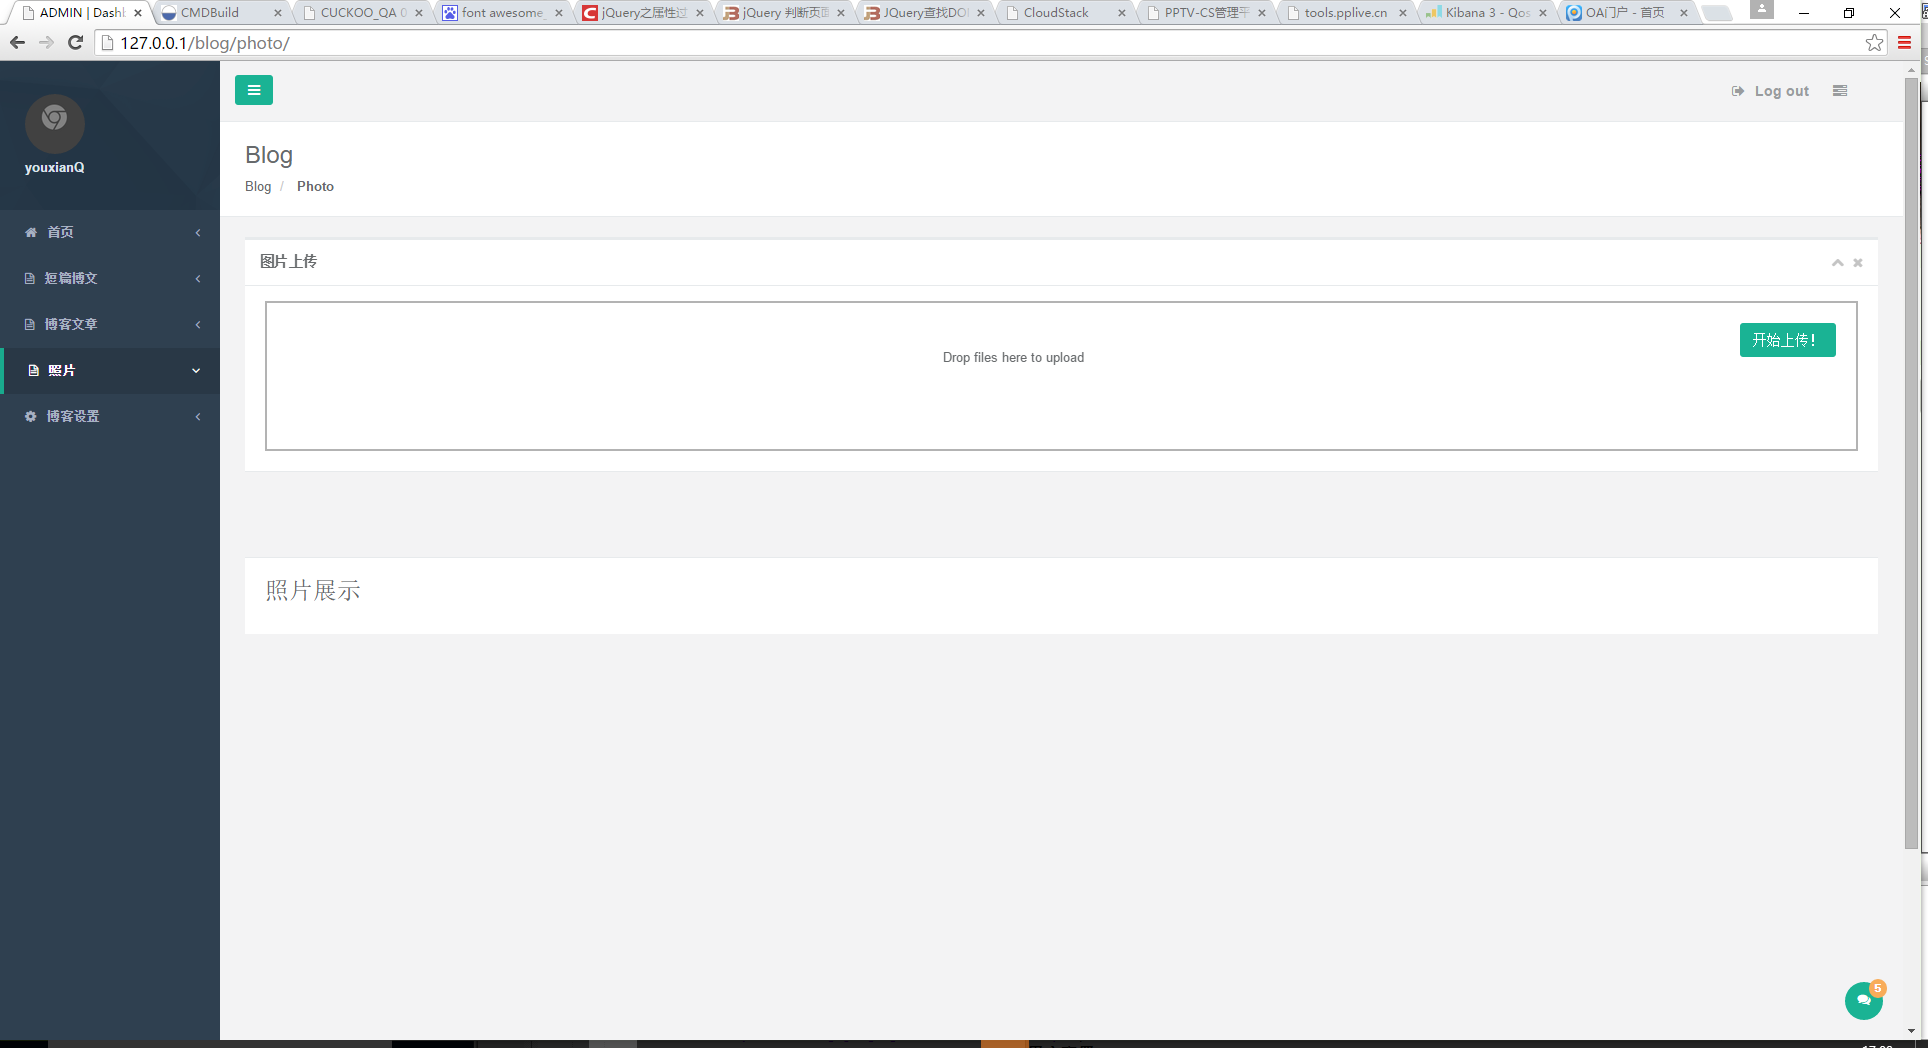 ADMIN | Dashb
CMDBuild
CUCKOO_QA 0
font awesome_
jQuery之属性过
jQuery 判断页面
JQuery查找DO
CloudStack
PPTV-CS管理平
tools.pplive.cn
Kibana 3 - Qos
OA门户 - 首页
127.0.0.1/blog/photo/
youxianQ
首页
短篇博文
博客文章
照片
博客设置
Log out
Blog
Blog / Photo
图片上传
Drop files here to upload
开始上传！
照片展示
5